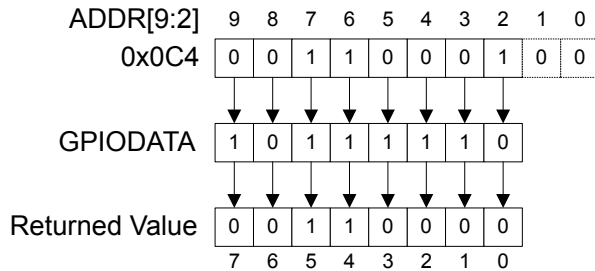 ADDR[9:2] 9 8 7 6 5 4 3 2 1 0
0x0C4 0 0 1 1 0 0 0 1 0 0
GPIODATA 1 0 1 1 1 1 1 0
Returned Value 0 0 1 1 0 0 0 0
7 6 5 4 3 2 1 0